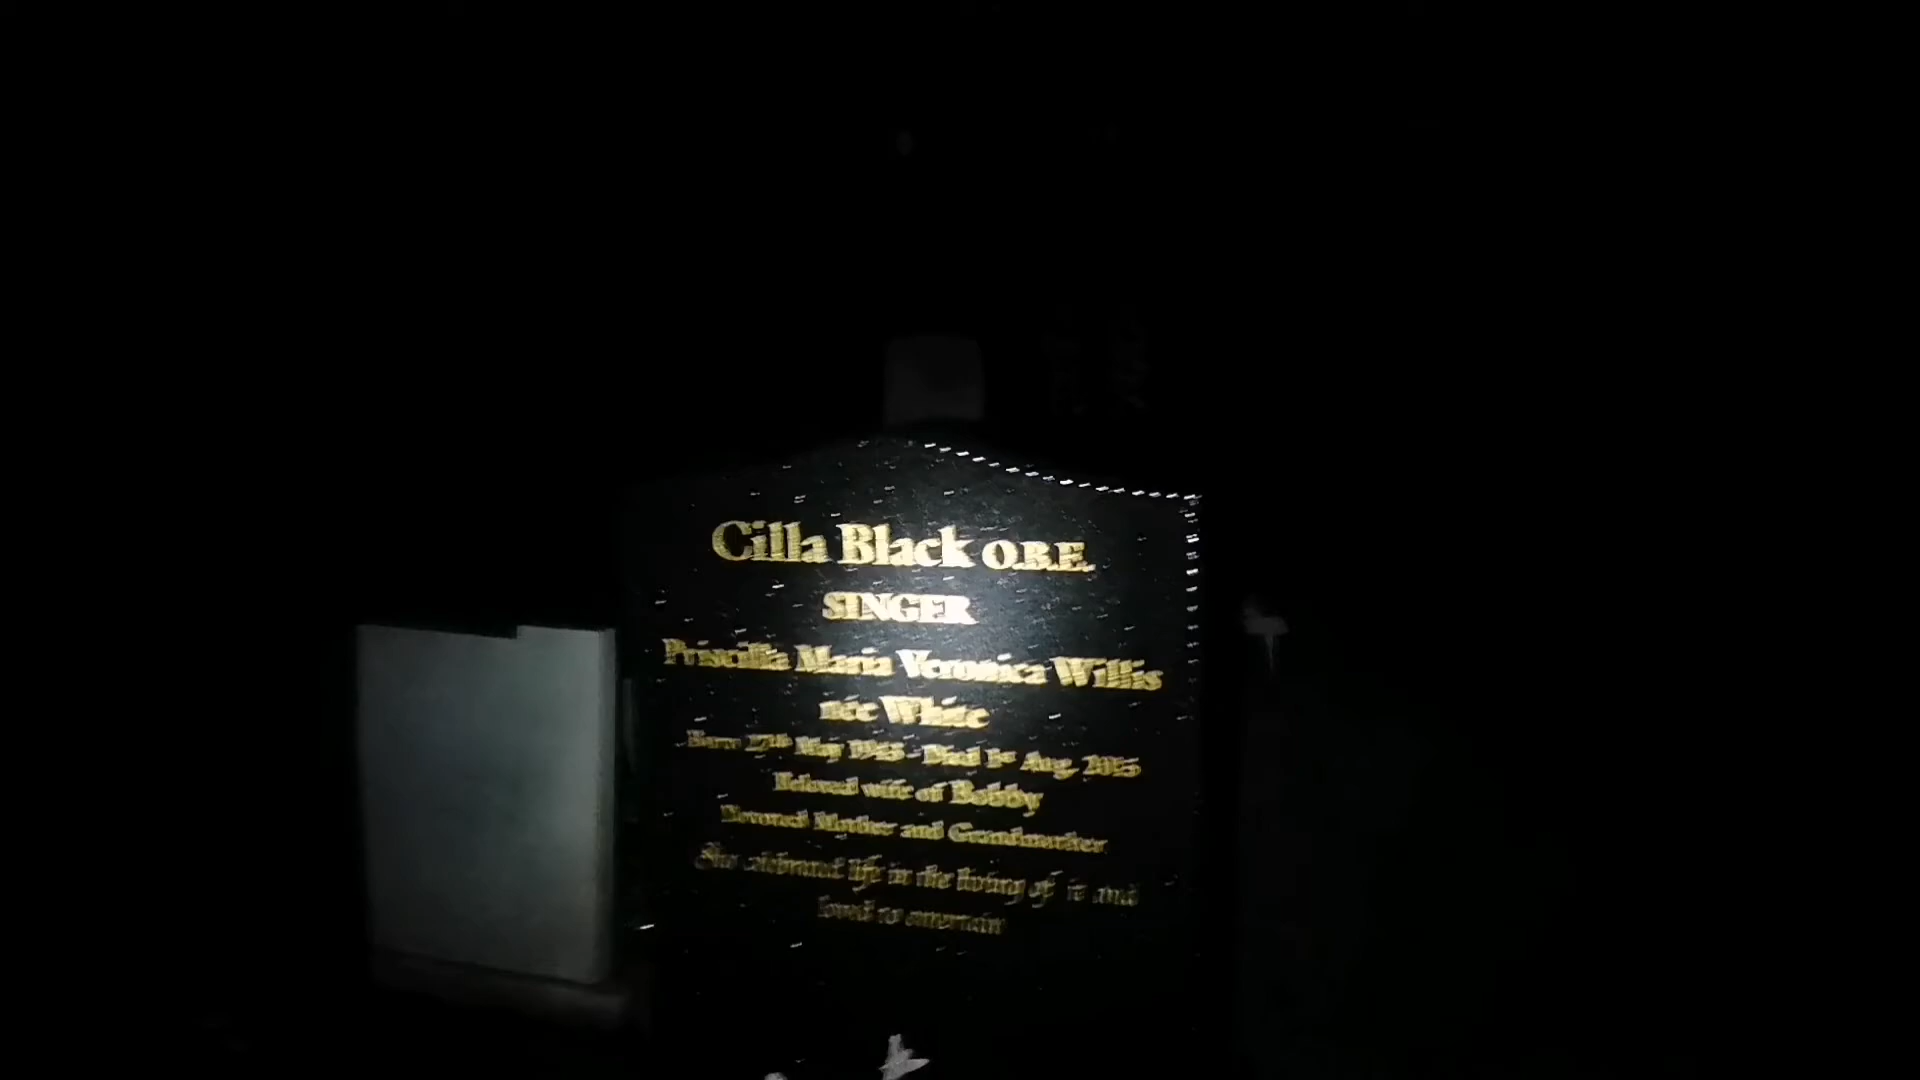 Cilla Black O.B.E.
SINGER
Priscilla Maria Veronica Willis
née White
Born 27th May 1943 - Died 1st Aug. 2015
Beloved wife of Bobby
Devoted Mother and Grandmother
She celebrated life in the living of it and
loved to entertain